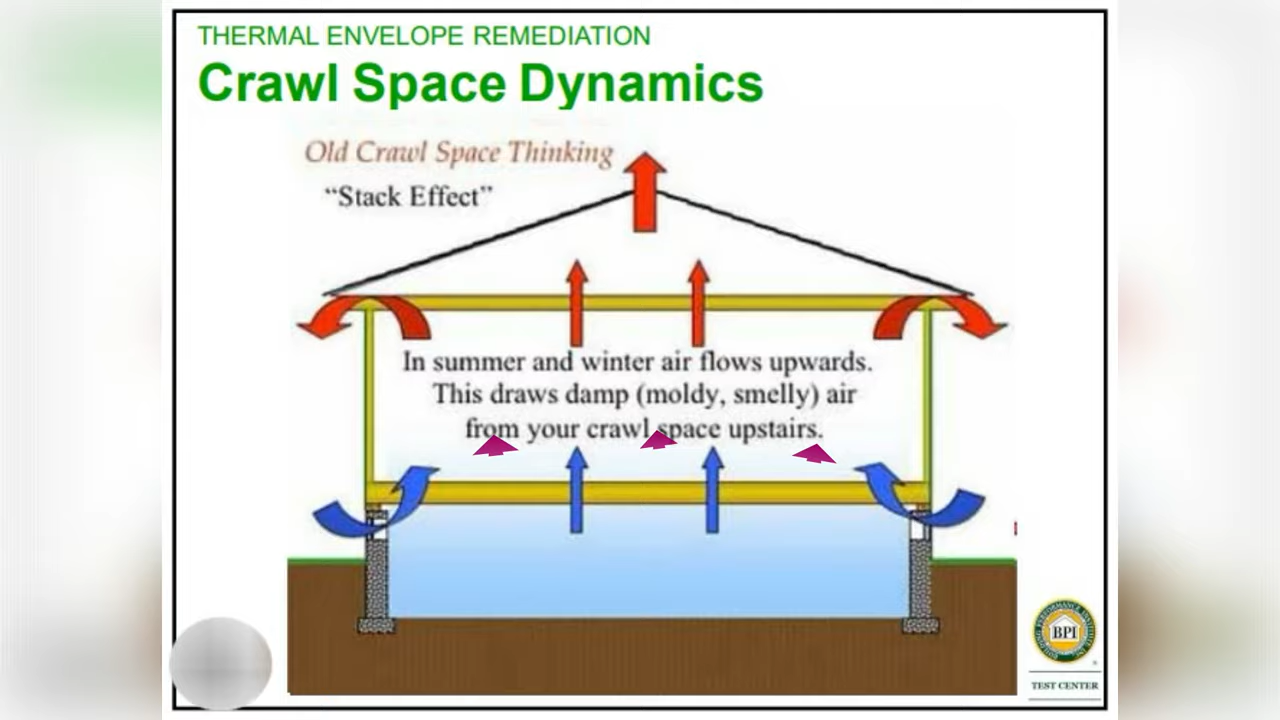 THERMAL ENVELOPE REMEDIATION
Crawl Space Dynamics
Old Crawl Space Thinking
“Stack Effect”
In summer and winter air flows upwards.
This draws damp (moldy, smelly) air
from your crawl space upstairs.
BPI
TEST CENTER